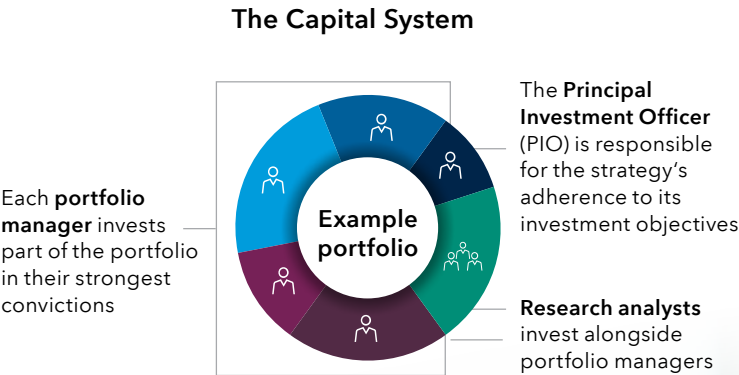 The Capital System
Each portfolio
manager invests
part of the portfolio
in their strongest
convictions
Example
portfolio
The Principal
Investment Officer
(PIO) is responsible
for the strategy’s
adherence to its
investment objectives
Research analysts
invest alongside
portfolio managers